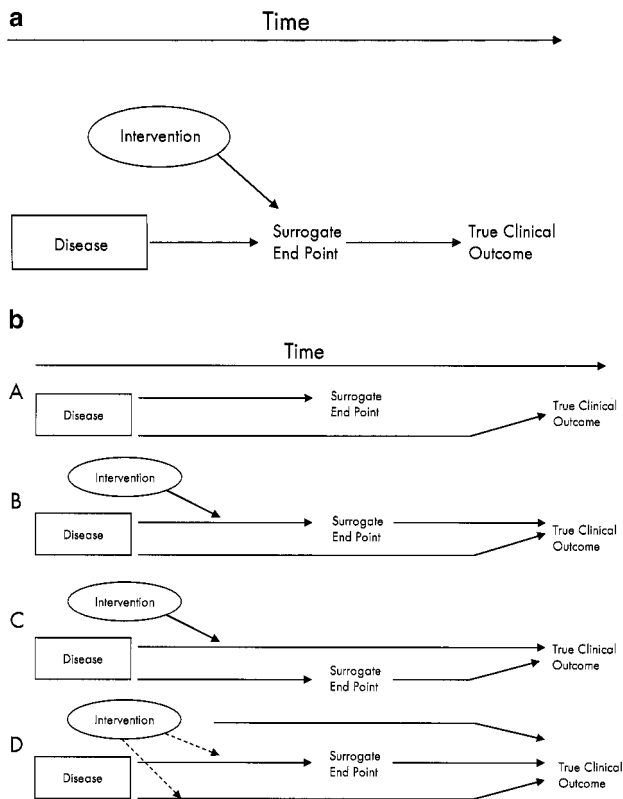 a
Time
Intervention
Disease
Surrogate
End Point
True Clinical
Outcome
b
Time
A
Disease
Surrogate
End Point
True Clinical
Outcome
B
Intervention
Disease
Surrogate
End Point
True Clinical
Outcome
C
Intervention
Disease
Surrogate
End Point
True Clinical
Outcome
D
Intervention
Disease
Surrogate
End Point
True Clinical
Outcome